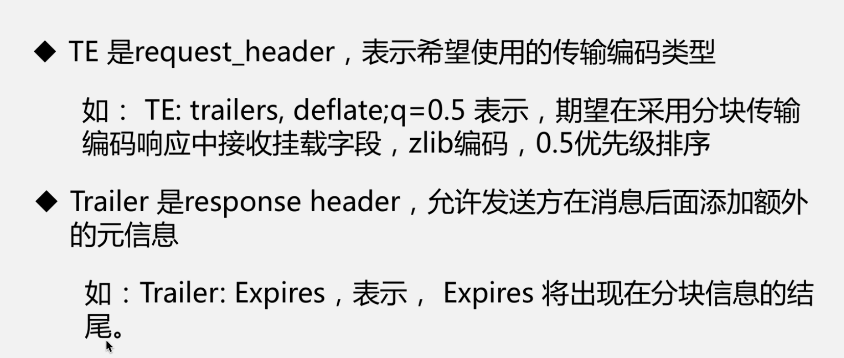 ◆ TE 是request_header，表示希望使用的传输编码类型
如： TE: trailers, deflate;q=0.5 表示，期望在采用分块传输
编码响应中接收挂载字段，zlib编码，0.5优先级排序
◆ Trailer 是response header，允许发送方在消息后面添加额外
的元信息
如：Trailer: Expires，表示， Expires 将出现在分块信息的结
尾。